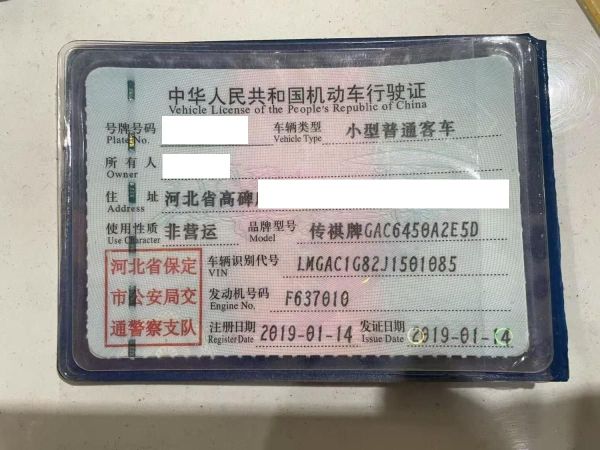 中华人民共和国机动车行驶证
Vehicle License of the People's Republic of China
号牌号码 车辆类型 小型普通客车
Plate No. Vehicle Type
所有人
Owner
住址 河北省高碑
Address
使用性质 非营运 品牌型号 传祺牌GAC6450A2E5D
Use Character Model
河北省保定
市公安局交
通警察支队
车辆识别代号 LMGAC1G82J1501085
VIN
发动机号码 F637010
Engine No.
注册日期 2019-01-14 发证日期 2019-01-14
Register Date Issue Date